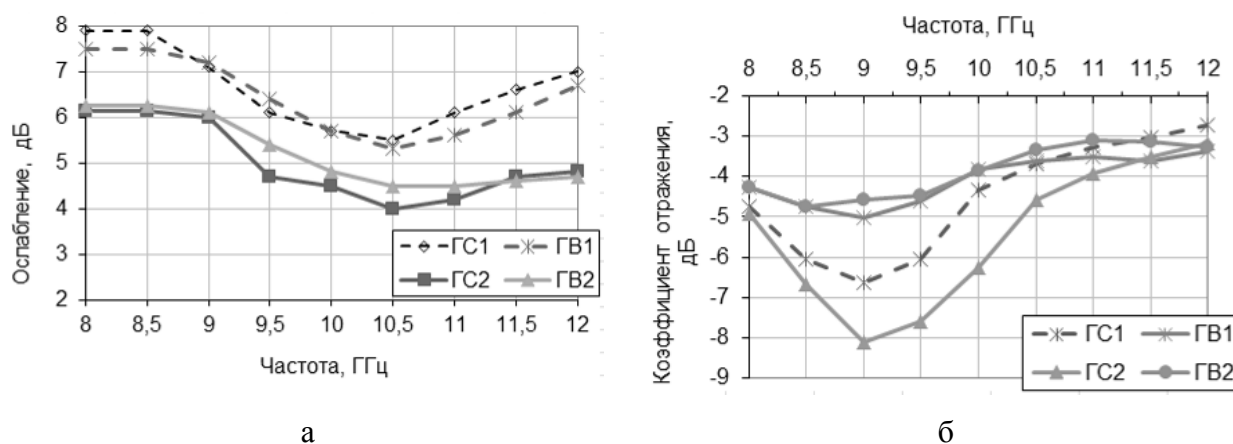 8
7
6
5
4
3
2
Ослабление, дБ
ГС1 ГВ1
ГС2 ГВ2
8 8,5 9 9,5 10 10,5 11 11,5 12
Частота, ГГц
а
Частота, ГГц
8 8,5 9 9,5 10 10,5 11 11,5 12
-2
-3
-4
-5
-6
-7
-8
-9
Коэффициент отражения,
дБ
ГС1 ГВ1
ГС2 ГВ2
б